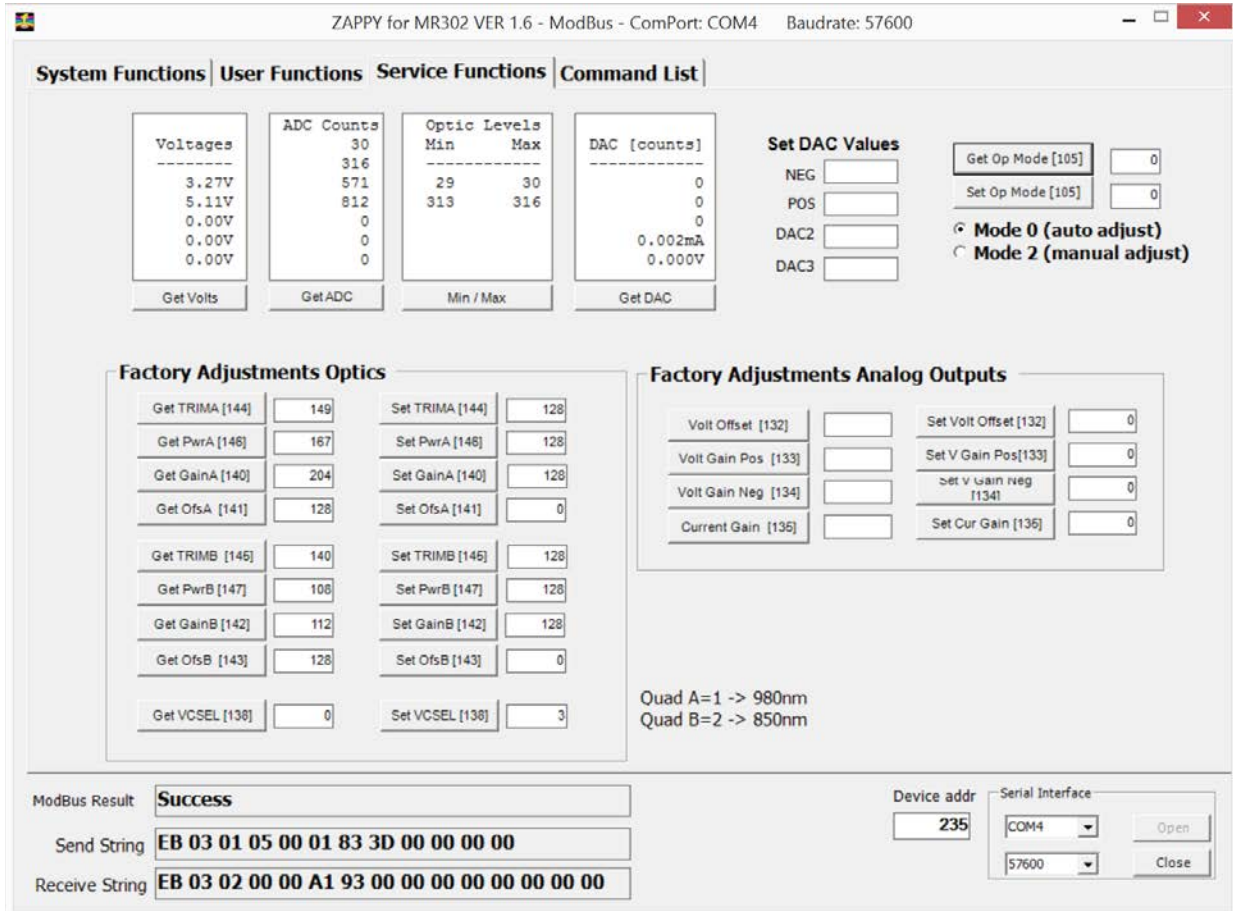 ZAPPY for MR302 VER 1.6 - ModBus - ComPort: COM4 Baudrate: 57600
System Functions User Functions Service Functions Command List
Voltages
--------
3.27V
5.11V
0.00V
0.00V
0.00V
Get Volts
ADC Counts
30
316
571
812
0
0
0
Get ADC
Optic Levels
Min Max
------------
29 30
313 316
Min / Max
DAC [counts]
------------
0
0
0
0.002mA
0.000V
Get DAC
Set DAC Values
NEG
POS
DAC2
DAC3
Get Op Mode [105] 0
Set Op Mode [105] 0
Mode 0 (auto adjust)
Mode 2 (manual adjust)
Factory Adjustments Optics
Get TRIMA [144] 149 Set TRIMA [144] 128
Get PwrA [146] 167 Set PwrA [146] 128
Get GainA [140] 204 Set GainA [140] 128
Get OfsA [141] 128 Set OfsA [141] 0
Get TRIMB [145] 140 Set TRIMB [145] 128
Get PwrB [147] 108 Set PwrB [147] 128
Get GainB [142] 112 Set GainB [142] 128
Get OfsB [143] 128 Set OfsB [143] 0
Get VCSEL [138] 0 Set VCSEL [138] 3
Factory Adjustments Analog Outputs
Volt Offset [132] Set Volt Offset [132] 0
Volt Gain Pos [133] Set V Gain Pos[133] 0
Volt Gain Neg [134] Set V Gain Neg [134] 0
Current Gain [135] Set Cur Gain [135] 0
Quad A=1 -> 980nm
Quad B=2 -> 850nm
ModBus Result Success
Send String EB 03 01 05 00 01 83 3D 00 00 00 00
Receive String EB 03 02 00 00 A1 93 00 00 00 00 00 00 00 00
Device addr
235
Serial Interface
COM4 Open
57600 Close